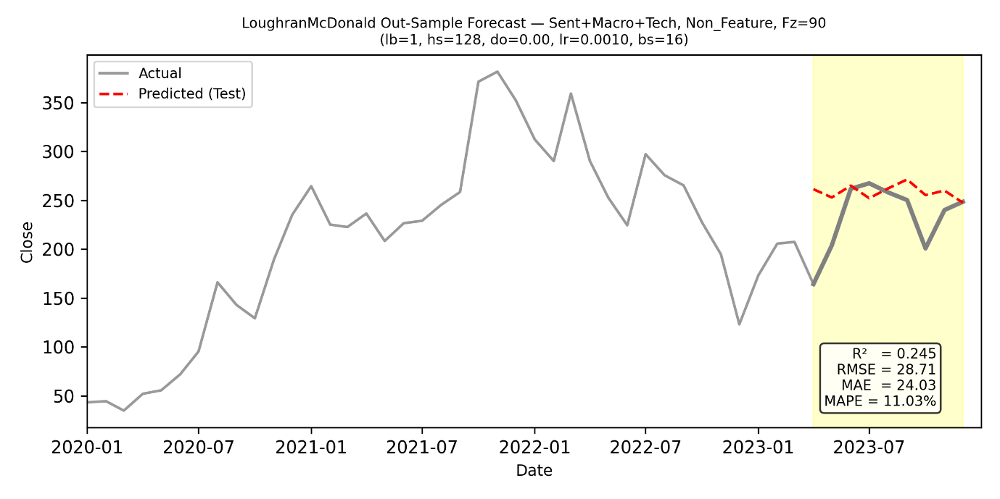 LoughranMcDonald Out-Sample Forecast — Sent+Macro+Tech, Non_Feature, Fz=90
(lb=1, hs=128, do=0.00, lr=0.0010, bs=16)
Actual
Predicted (Test)
Close
350
300
250
200
150
100
50
R² = 0.245
RMSE = 28.71
MAE = 24.03
MAPE = 11.03%
2020-01 2020-07 2021-01 2021-07 2022-01 2022-07 2023-01 2023-07
Date